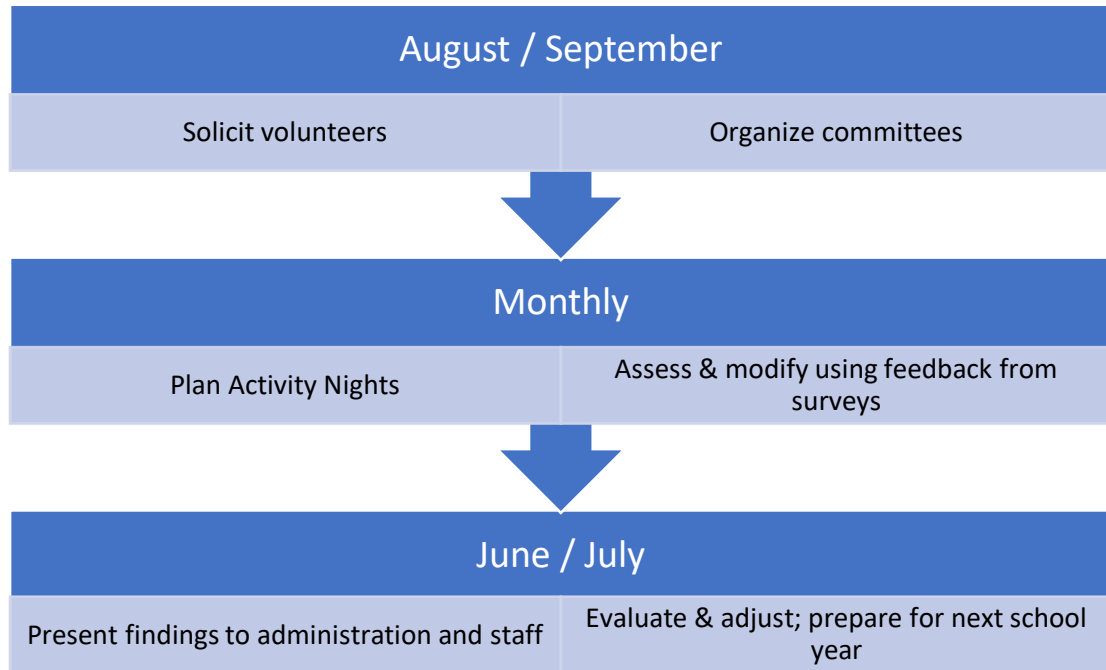 August / September
Solicit volunteers
Organize committees
Monthly
Plan Activity Nights
Assess & modify using feedback from
surveys
June / July
Present findings to administration and staff
Evaluate & adjust; prepare for next school
year